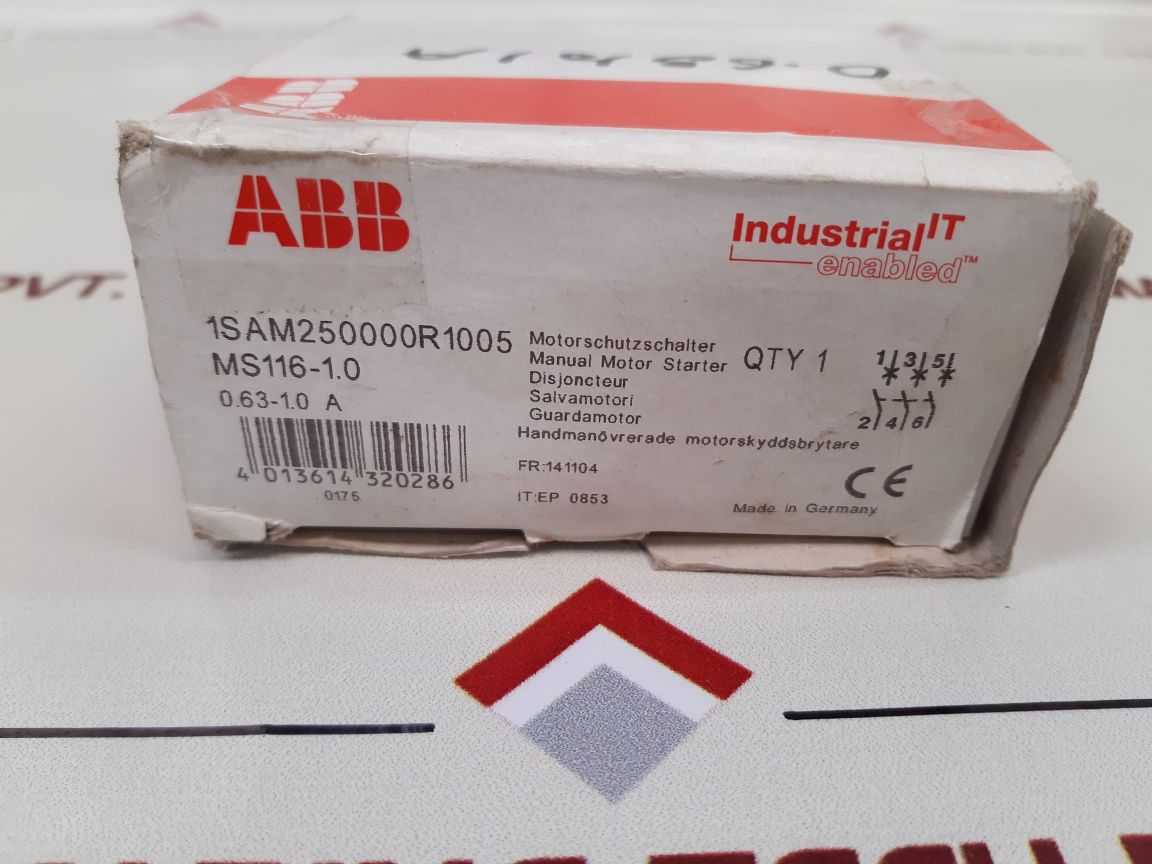 ABB
ABB
Industrial IT
enabled™
1SAM250000R1005
MS116-1.0
0.63-1.0 A
4 013614 320286
0175
Motorschutzschalter
Manual Motor Starter
Disjoncteur
Salvamotori
Guardamotor
Handmanövrerade motorskyddsbrytare
FR:141104
IT:EP 0853
QTY 1
1 3 5
2 4 6
CE
Made in Germany
PVT.